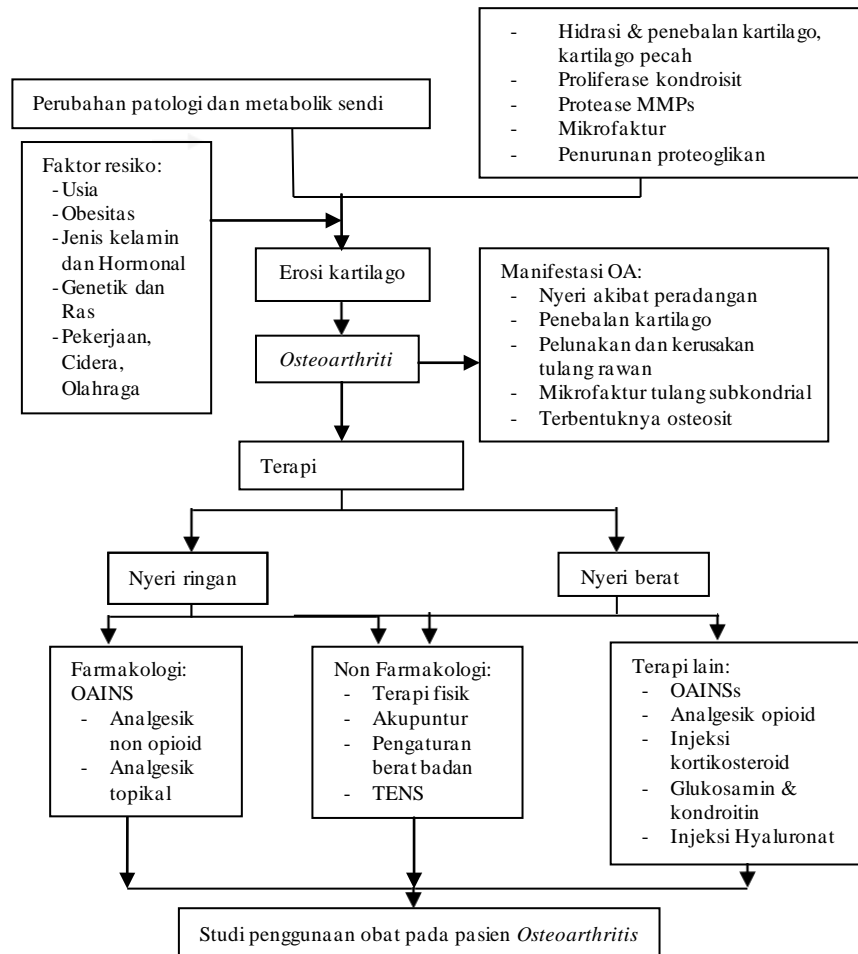 - Hidrasi & penebalan kartilago,
kartilago pecah
- Proliferase kondroisit
- Protease MMPs
- Mikrofaktur
- Penurunan proteoglikan
Perubahan patologi dan metabolik sendi
Faktor resiko:
- Usia
- Obesitas
- Jenis kelamin
dan Hormonal
- Genetik dan
Ras
- Pekerjaan,
Cidera,
Olahraga
Erosi kartilago
Osteoarthriti
Manifestasi OA:
- Nyeri akibat peradangan
- Penebalan kartilago
- Pelunakan dan kerusakan
tulang rawan
- Mikrofaktur tulang subkondrial
- Terbentuknya osteosit
Terapi
Nyeri ringan
Nyeri berat
Farmakologi:
OAINS
- Analgesik
non opioid
- Analgesik
topikal
Non Farmakologi:
- Terapi fisik
- Akupuntur
- Pengaturan
berat badan
- TENS
Terapi lain:
- OAINSs
- Analgesik opioid
- Injeksi
kortikosteroid
- Glukosamin &
kondroitin
- Injeksi Hyaluronat
Studi penggunaan obat pada pasien Osteoarthritis